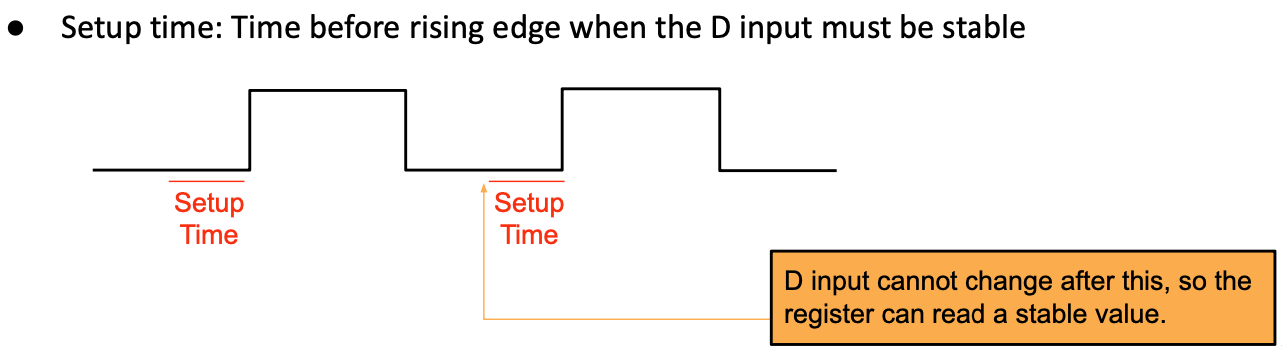 ● Setup time: Time before rising edge when the D input must be stable
Setup
Time
Setup
Time
D input cannot change after this, so the
register can read a stable value.